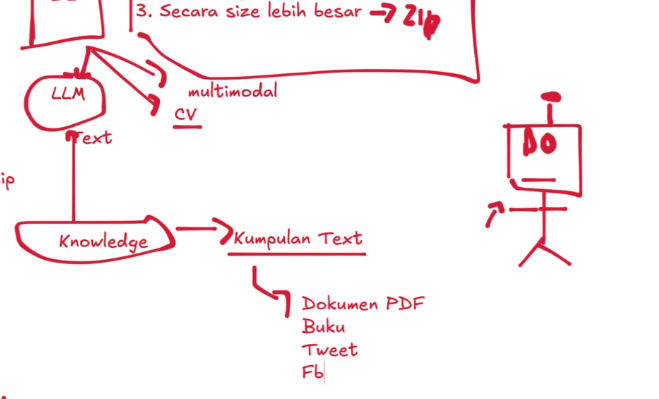 3. Secara size lebih besar → Zip
LLM
multimodal
CV
Text
ip
Knowledge
Kumpulan Text
Dokumen PDF
Buku
Tweet
Fb